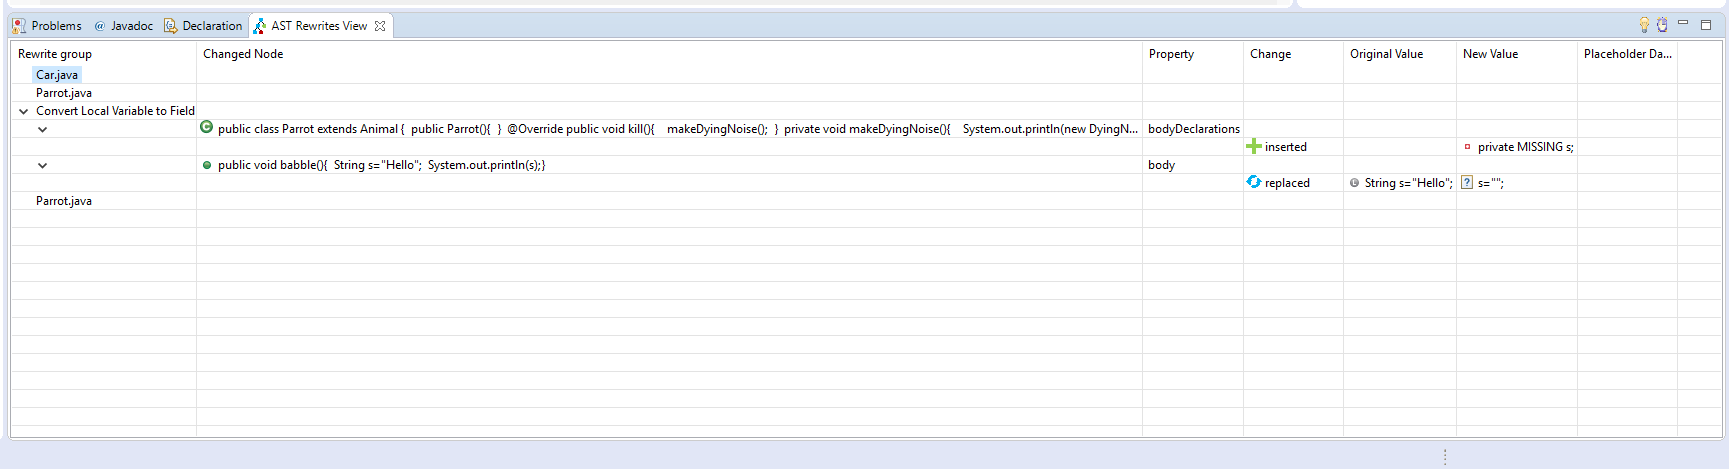 Problems @ Javadoc Declaration AST Rewrites View
Rewrite group Changed Node Property Change Original Value New Value Placeholder Da...
Car.java
Parrot.java
Convert Local Variable to Field
public class Parrot extends Animal { public Parrot(){ } @Override public void kill(){ makeDyingNoise(); } private void makeDyingNoise(){ System.out.println(new DyingN... bodyDeclarations
inserted private MISSING s;
public void babble(){ String s="Hello"; System.out.println(s);} body
replaced String s="Hello"; s="";
Parrot.java